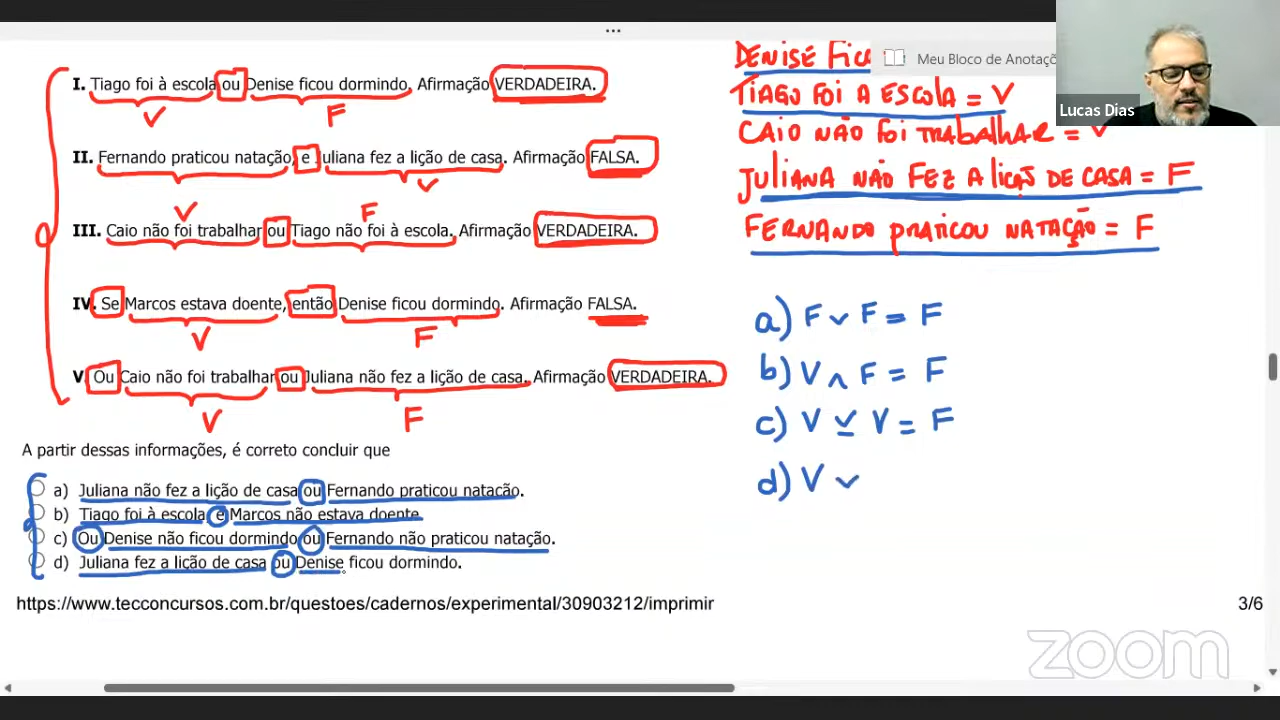 I. Tiago foi à escola ou Denise ficou dormindo. Afirmação VERDADEIRA.
V F
II. Fernando praticou natação, e Juliana fez a lição de casa. Afirmação FALSA.
V
V F
III. Caio não foi trabalhar ou Tiago não foi à escola. Afirmação VERDADEIRA.
IV. Se Marcos estava doente, então Denise ficou dormindo. Afirmação FALSA.
V F
V. Ou Caio não foi trabalhar ou Juliana não fez a lição de casa. Afirmação VERDADEIRA.
V F
A partir dessas informações, é correto concluir que
a) Juliana não fez a lição de casa ou Fernando praticou natação.
b) Tiago foi à escola e Marcos não estava doente.
c) Ou Denise não ficou dormindo ou Fernando não praticou natação.
d) Juliana fez a lição de casa ou Denise ficou dormindo.
https://www.tecconcursos.com.br/questoes/cadernos/experimental/30903212/imprimir
3/6
DENISE
Meu Bloco de Anotaçõ
Lucas Dias
TIAGO FOI A ESCOLA = V
CAIO NÃO FOI TRABALHAR = V
JULIANA NÃO FEZ A LIÇÃS DE CASA = F
FERNANDO PRATICOU NATAÇÃO = F
a) F ∨ F = F
b) V ∧ F = F
c) V ⊻ V = F
d) V ∨
zoom